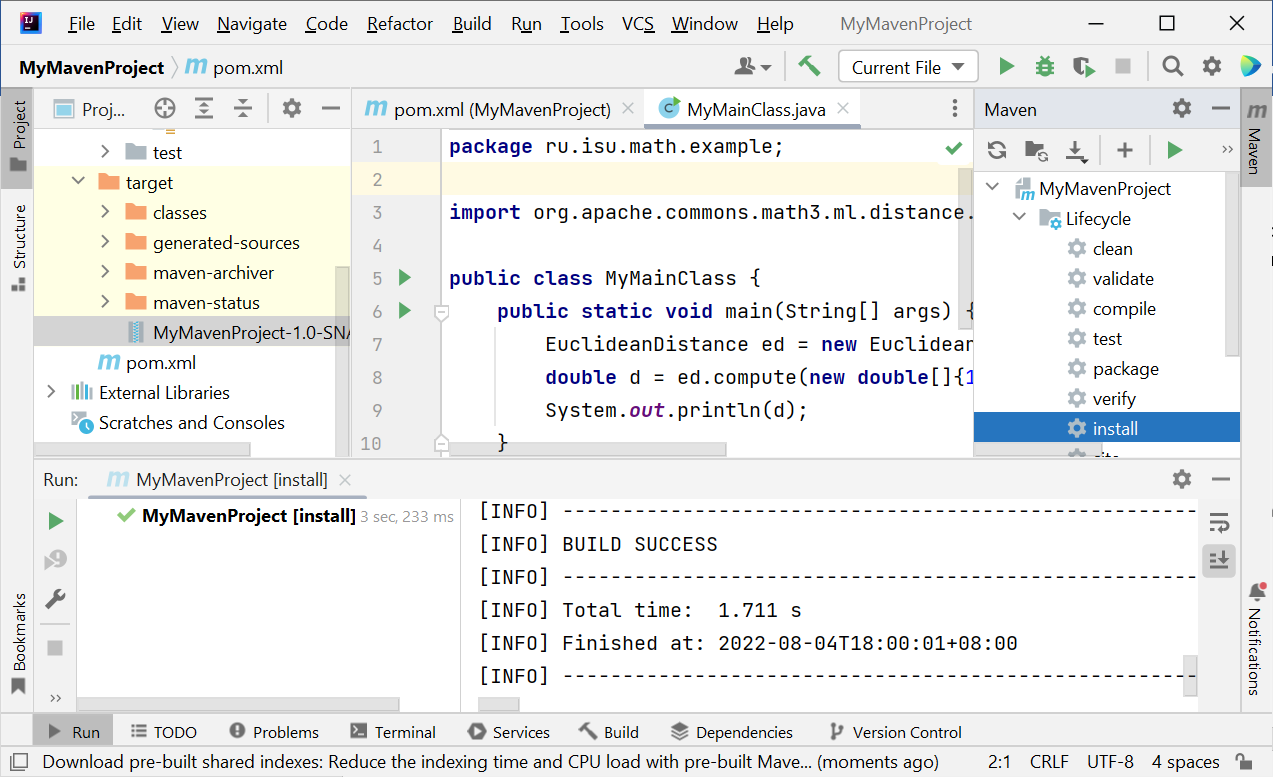 File Edit View Navigate Code Refactor Build Run Tools VCS Window Help MyMavenProject
MyMavenProject pom.xml Current File
Project
Structure
Bookmarks
Proj...
test
target
classes
generated-sources
maven-archiver
maven-status
MyMavenProject-1.0-SNA
pom.xml
External Libraries
Scratches and Consoles
pom.xml (MyMavenProject) MyMainClass.java
1 package ru.isu.math.example;
2
3 import org.apache.commons.math3.ml.distance.
4
5 public class MyMainClass {
6 public static void main(String[] args) {
7 EuclideanDistance ed = new Euclidean
8 double d = ed.compute(new double[]{1
9 System.out.println(d);
10 }
Maven
MyMavenProject
Lifecycle
clean
validate
compile
test
package
verify
install
site
Maven
Notifications
Run: MyMavenProject [install]
MyMavenProject [install] 3 sec, 233 ms
[INFO] ------------------------------------------------------
[INFO] BUILD SUCCESS
[INFO] ------------------------------------------------------
[INFO] Total time:  1.711 s
[INFO] Finished at: 2022-08-04T18:00:01+08:00
[INFO] ------------------------------------------------------
Run TODO Problems Terminal Services Build Dependencies Version Control
Download pre-built shared indexes: Reduce the indexing time and CPU load with pre-built Mave... (moments ago) 2:1 CRLF UTF-8 4 spaces